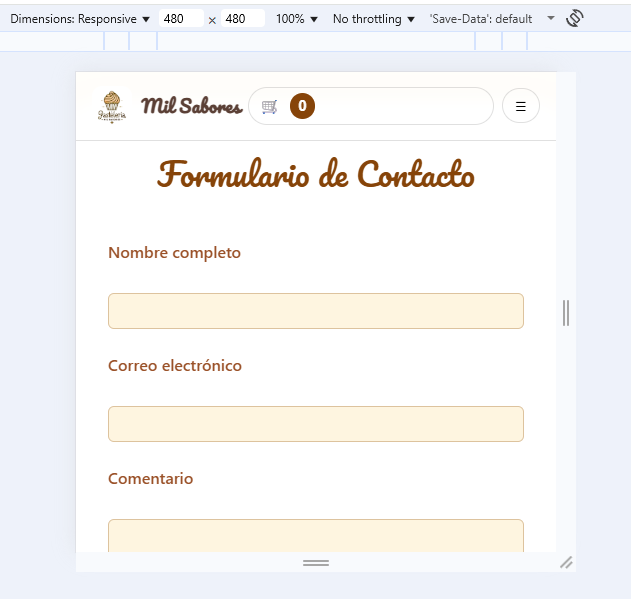 Dimensions: Responsive ▼ 480 × 480 100% ▼ No throttling ▼ 'Save-Data': default
Mil Sabores 0 ☰
Formulario de Contacto
Nombre completo
Correo electrónico
Comentario